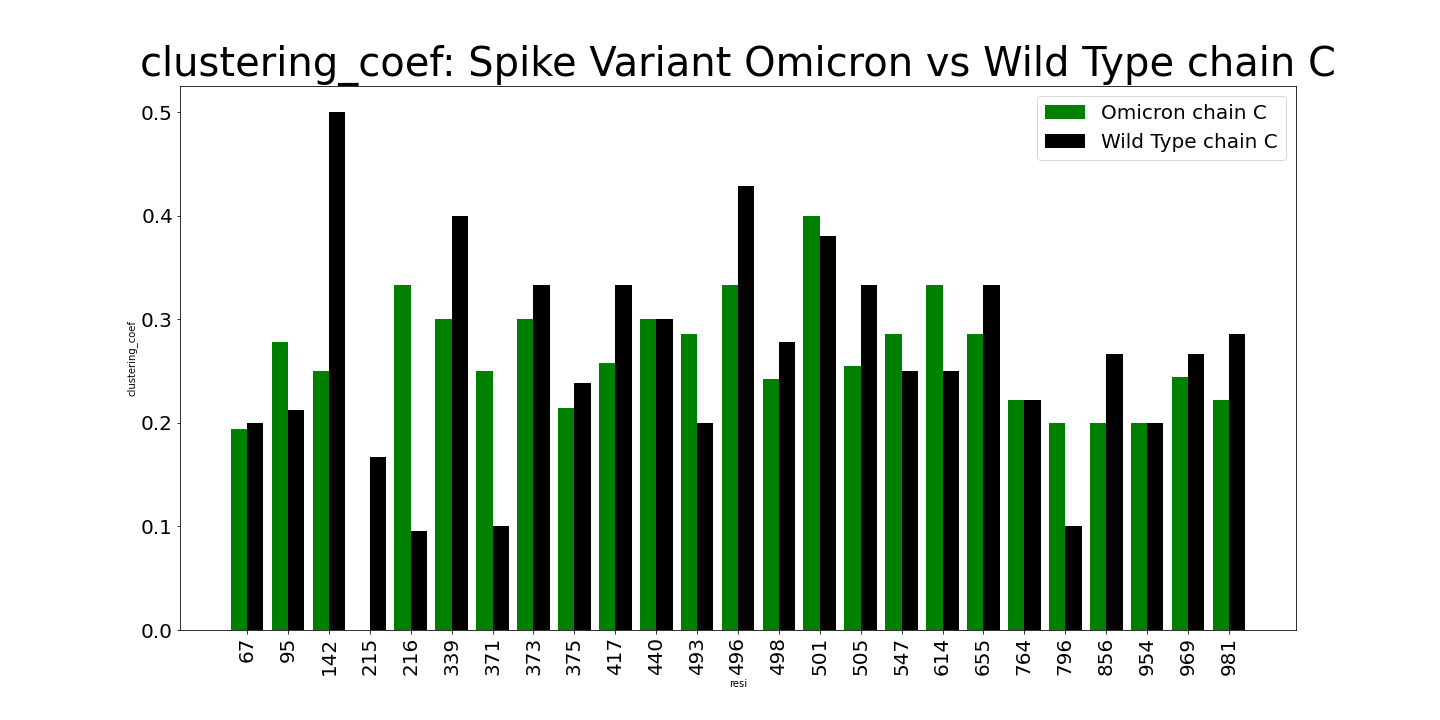 clustering_coef: Spike Variant Omicron vs Wild Type chain C
Omicron chain C
Wild Type chain C
0.5
0.4
0.3
0.2
0.1
0.0
clustering_coef
67 95 142 215 216 339 371 373 375 417 440 493 496 498 501 505 547 614 655 764 796 856 954 969 981
resi